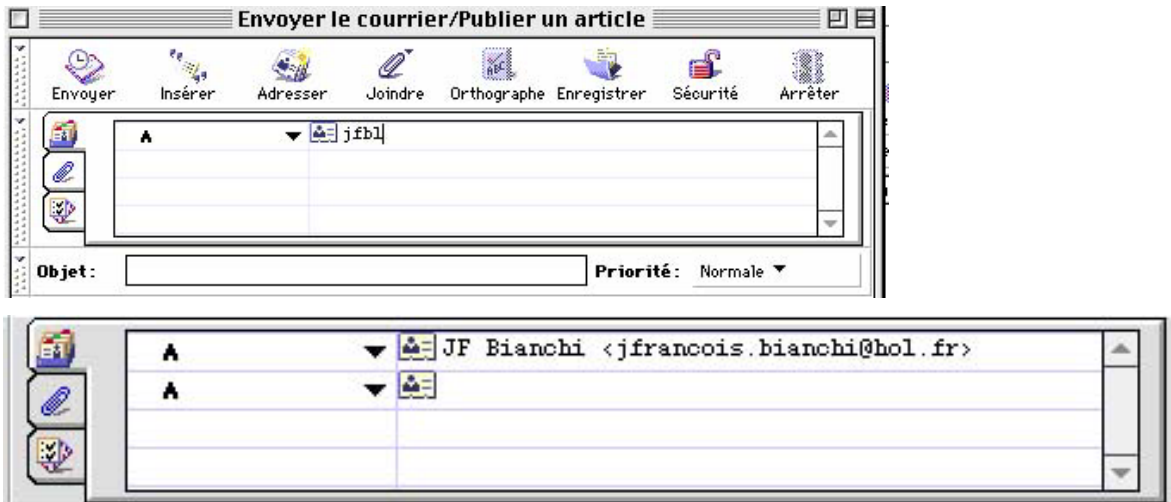 Envoyer le courrier/Publier un article
Envoyer Insérer Adresser Joindre Orthographe Enregistrer Sécurité Arrêter
A jfbl
Objet: Priorité: Normale
A JF Bianchi <jfrancois.bianchi@hol.fr>
A